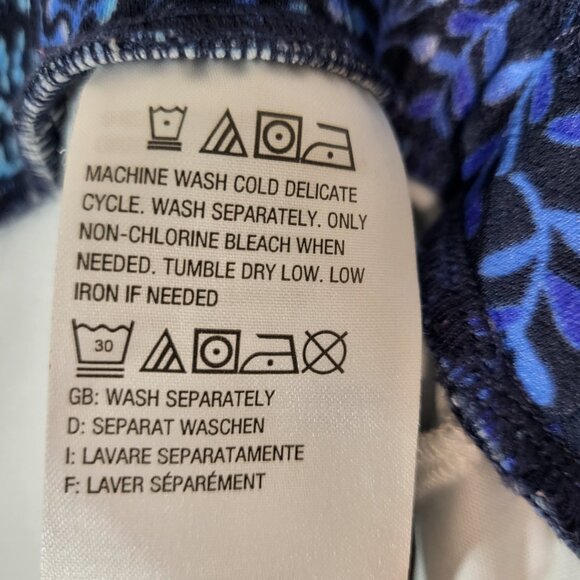 MACHINE WASH COLD DELICATE
CYCLE. WASH SEPARATELY. ONLY
NON-CHLORINE BLEACH WHEN
NEEDED. TUMBLE DRY LOW. LOW
IRON IF NEEDED
30
GB: WASH SEPARATELY
D: SEPARAT WASCHEN
I: LAVARE SEPARATAMENTE
F: LAVER SÉPARÉMENT